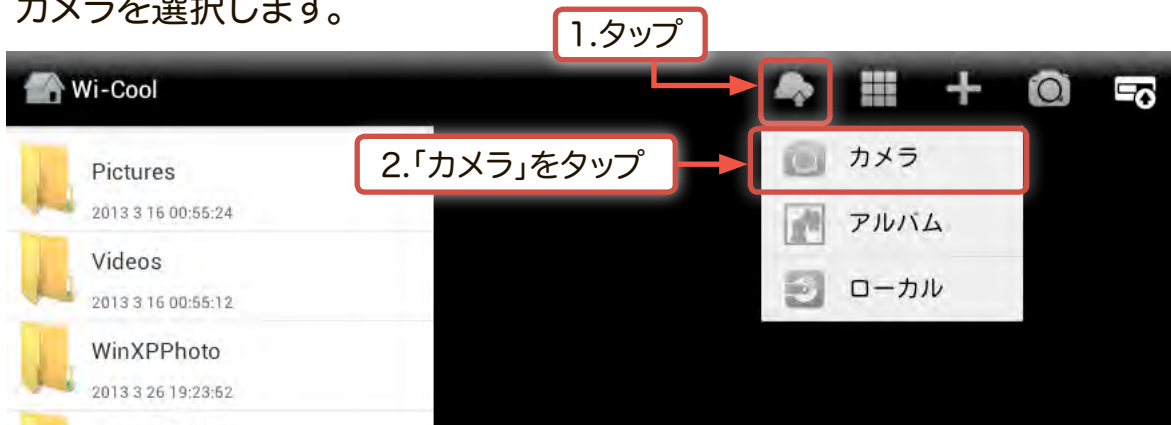 カメラを選択します。
1.タップ
Wi-Cool
2.「カメラ」をタップ
カメラ
アルバム
ローカル
Pictures
2013 3 16 00:55:24
Videos
2013 3 16 00:55:12
WinXPPhoto
2013 3 26 19:23:52